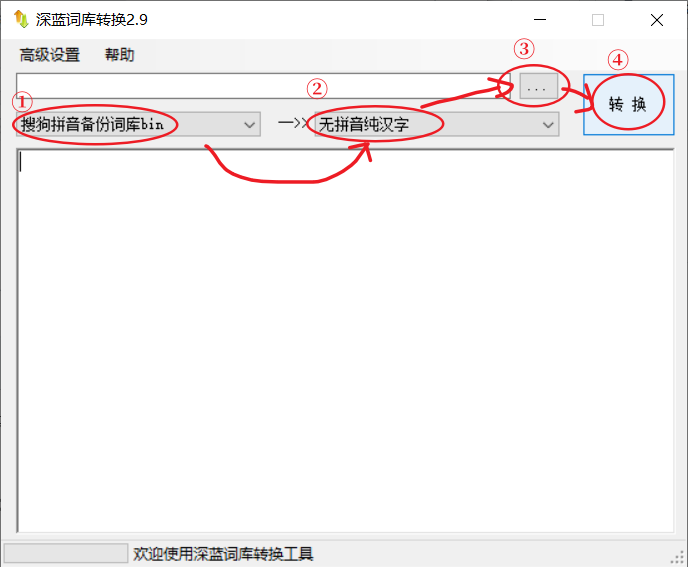 深蓝词库转换2.9
高级设置 帮助
③
④
...
转 换
①
②
搜狗拼音备份词库bin
—>>
无拼音纯汉字
欢迎使用深蓝词库转换工具